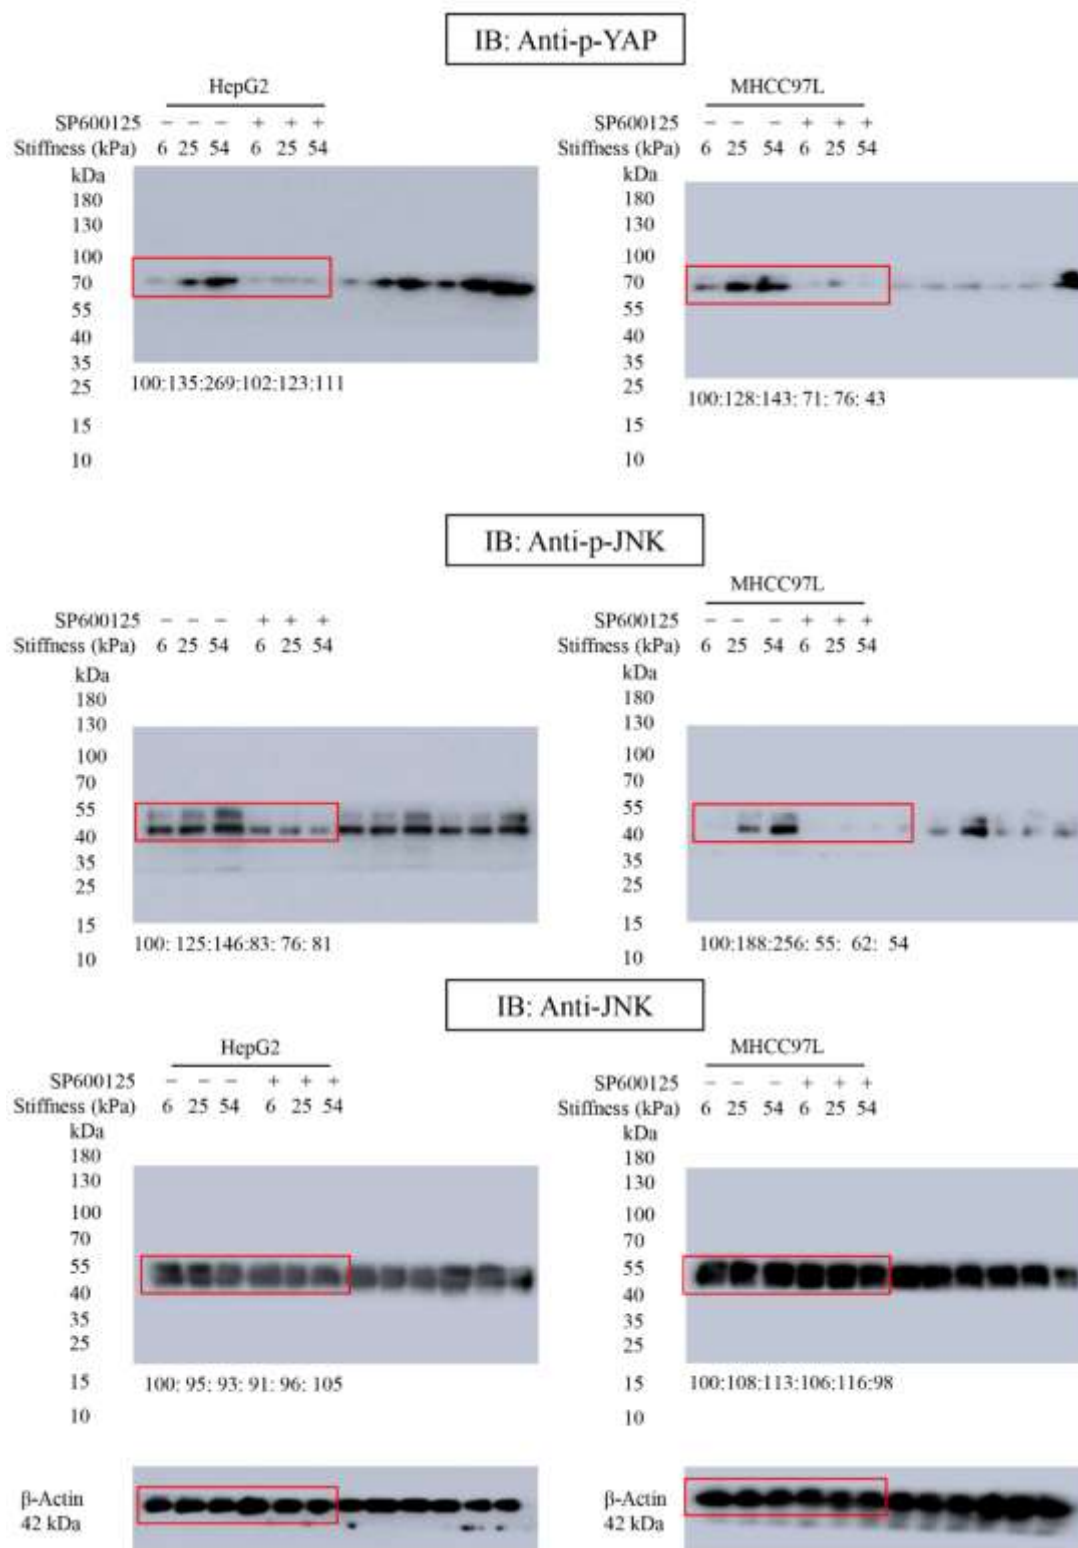 IB: Anti-p-YAP
HepG2
SP600125 – – – + + +
Stiffness (kPa) 6 25 54 6 25 54
kDa
180
130
100
70
55
40
35
25
15
10
100:135:269:102:123:111
MHCC97L
SP600125 – – – + + +
Stiffness (kPa) 6 25 54 6 25 54
kDa
180
130
100
70
55
40
35
25
15
10
100:128:143: 71: 76: 43
IB: Anti-p-JNK
SP600125 – – – + + +
Stiffness (kPa) 6 25 54 6 25 54
kDa
180
130
100
70
55
40
35
25
15
10
100: 125:146:83: 76: 81
MHCC97L
SP600125 – – – + + +
Stiffness (kPa) 6 25 54 6 25 54
kDa
180
130
100
70
55
40
35
25
15
10
100:188:256: 55: 62: 54
IB: Anti-JNK
HepG2
SP600125 – – – + + +
Stiffness (kPa) 6 25 54 6 25 54
kDa
180
130
100
70
55
40
35
25
15
10
100: 95: 93: 91: 96: 105
MHCC97L
SP600125 – – – + + +
Stiffness (kPa) 6 25 54 6 25 54
kDa
180
130
100
70
55
40
35
25
15
10
100:108:113:106:116:98
β-Actin
42 kDa
β-Actin
42 kDa